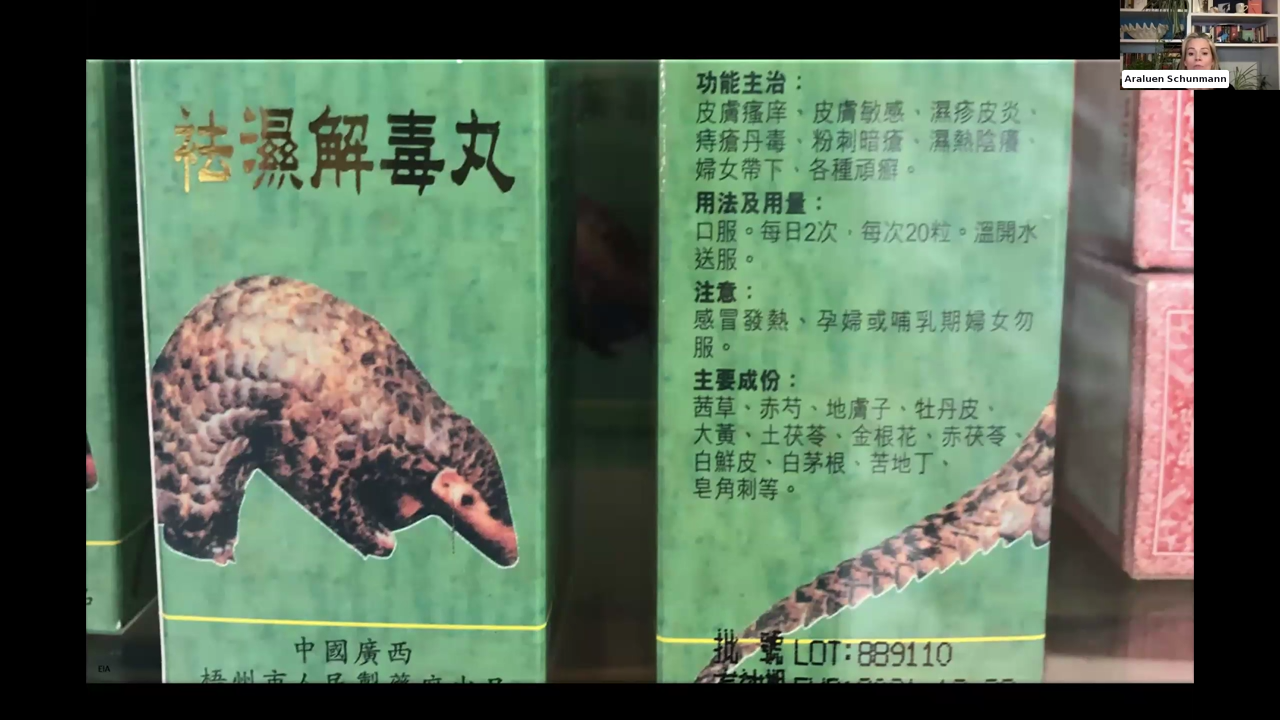 Araluen Schunmann
祛濕解毒丸
中國廣西
功能主治：
皮膚瘙庠、皮膚敏感、濕疹皮炎、
痔瘡丹毒、粉刺暗瘡、濕熱陰癢、
婦女帶下、各種頑癬。
用法及用量：
口服。每日2次，每次20粒。溫開水
送服。
注意：
感冒發熱、孕婦或哺乳期婦女勿
服。
主要成份：
茜草、赤芍、地膚子、牡丹皮、
大黃、土茯苓、金根花、赤茯苓、
白鮮皮、白茅根、苦地丁、
皂角刺等。
批號 LOT:889110
EIA